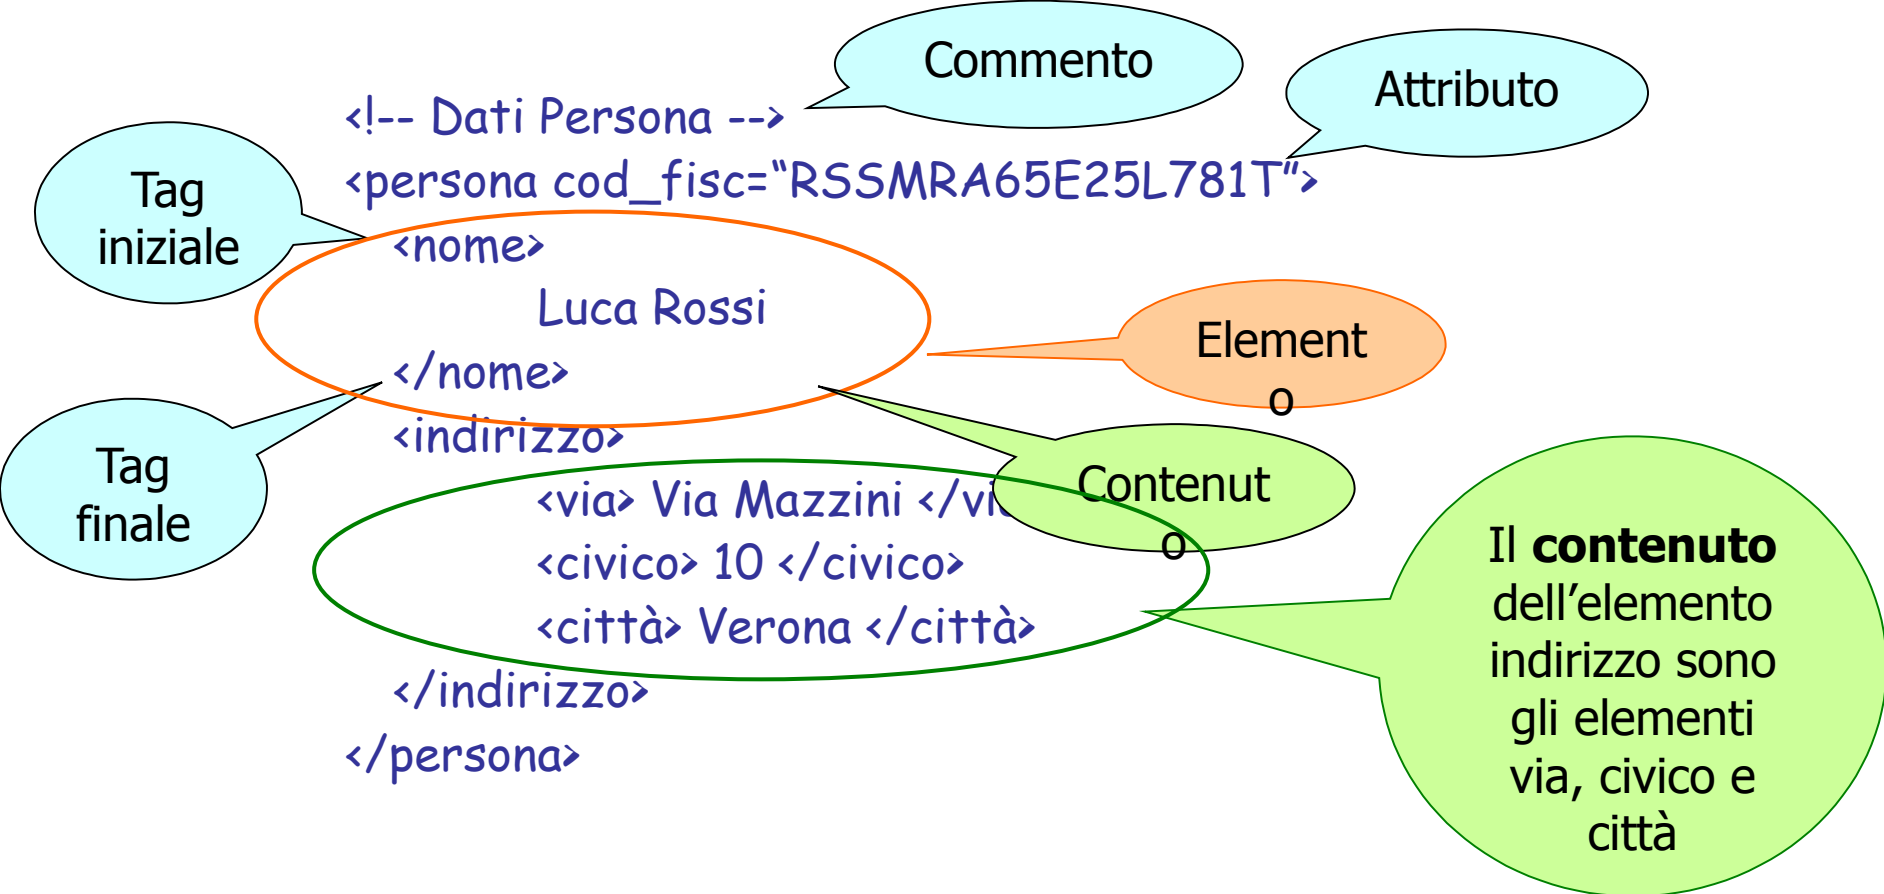 Commento
Attributo
<!-- Dati Persona -->
Tag
iniziale
<persona cod_fisc=“RSSMRA65E25L781T”>
<nome>
Luca Rossi
</nome>
Element
o
<indirizzo>
Tag
finale
Contenut
o
<via> Via Mazzini </vi
<civico> 10 </civico>
<città> Verona </città>
</indirizzo>
</persona>
Il contenuto
dell’elemento
indirizzo sono
gli elementi
via, civico e
città